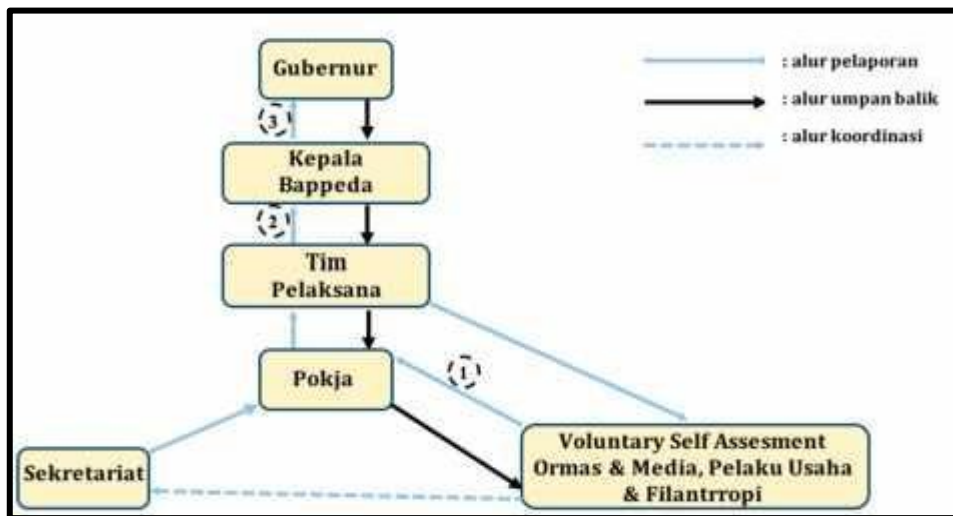 Gubernur
: alur pelaporan
: alur umpan balik
: alur koordinasi
3
Kepala
Bappeda
2
Tim
Pelaksana
1
Pokja
Sekretariat
Voluntary Self Assesment
Ormas & Media, Pelaku Usaha
& Filantrropi